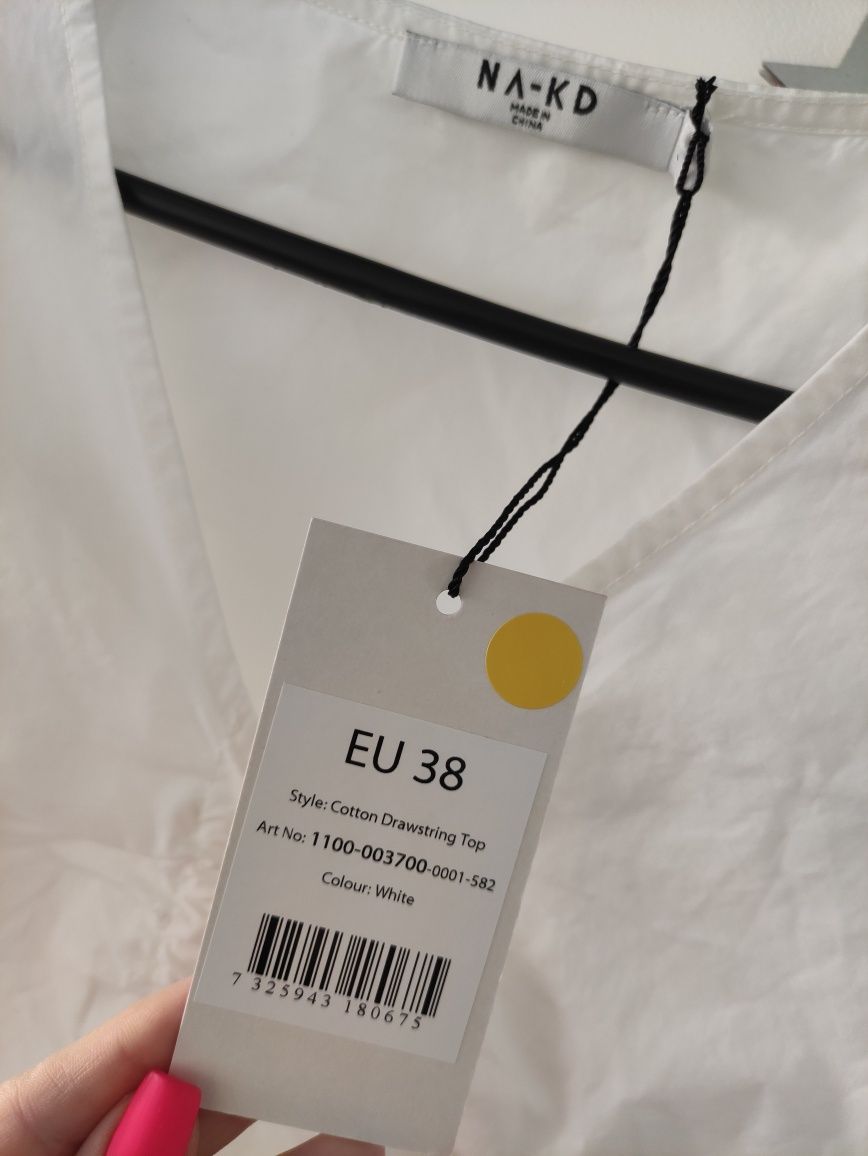 NA-KD
MADE IN
CHINA
EU 38
Style: Cotton Drawstring Top
Art No: 1100-003700-0001-582
Colour: White
7 325943 180675